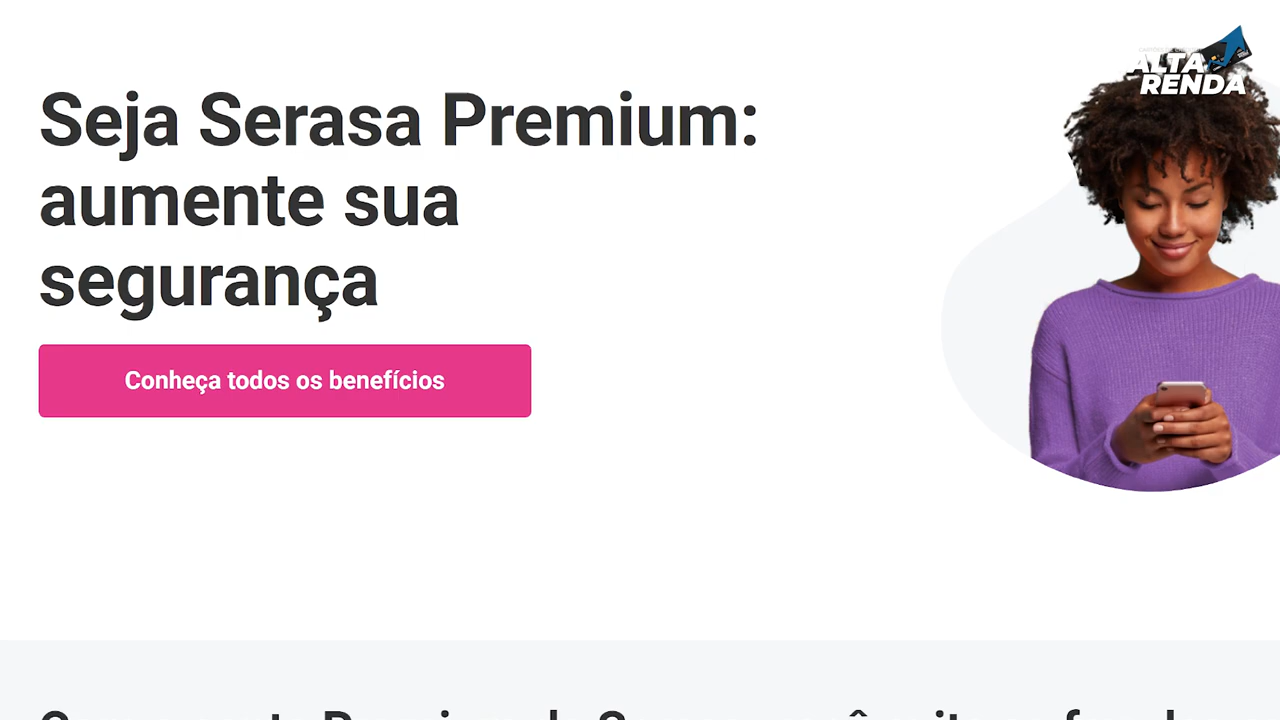 ALTA
RENDA
Seja Serasa Premium:
aumente sua
segurança
Conheça todos os benefícios